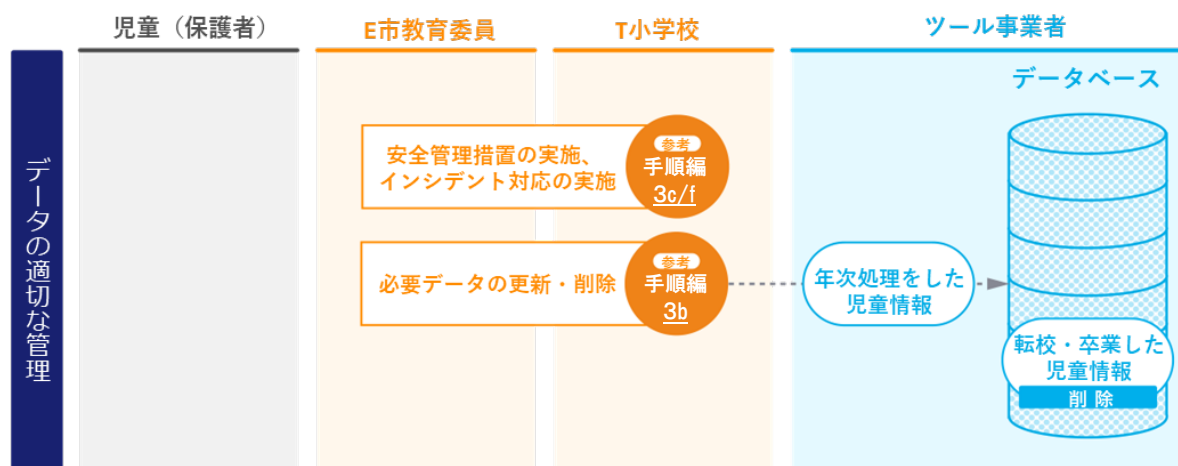 児童（保護者）
E市教育委員
T小学校
ツール事業者
データの適切な管理
データベース
安全管理措置の実施、
インシデント対応の実施
参考
手順編
3c/f
必要データの更新・削除
参考
手順編
3b
年次処理をした
児童情報
転校・卒業した
児童情報
削除